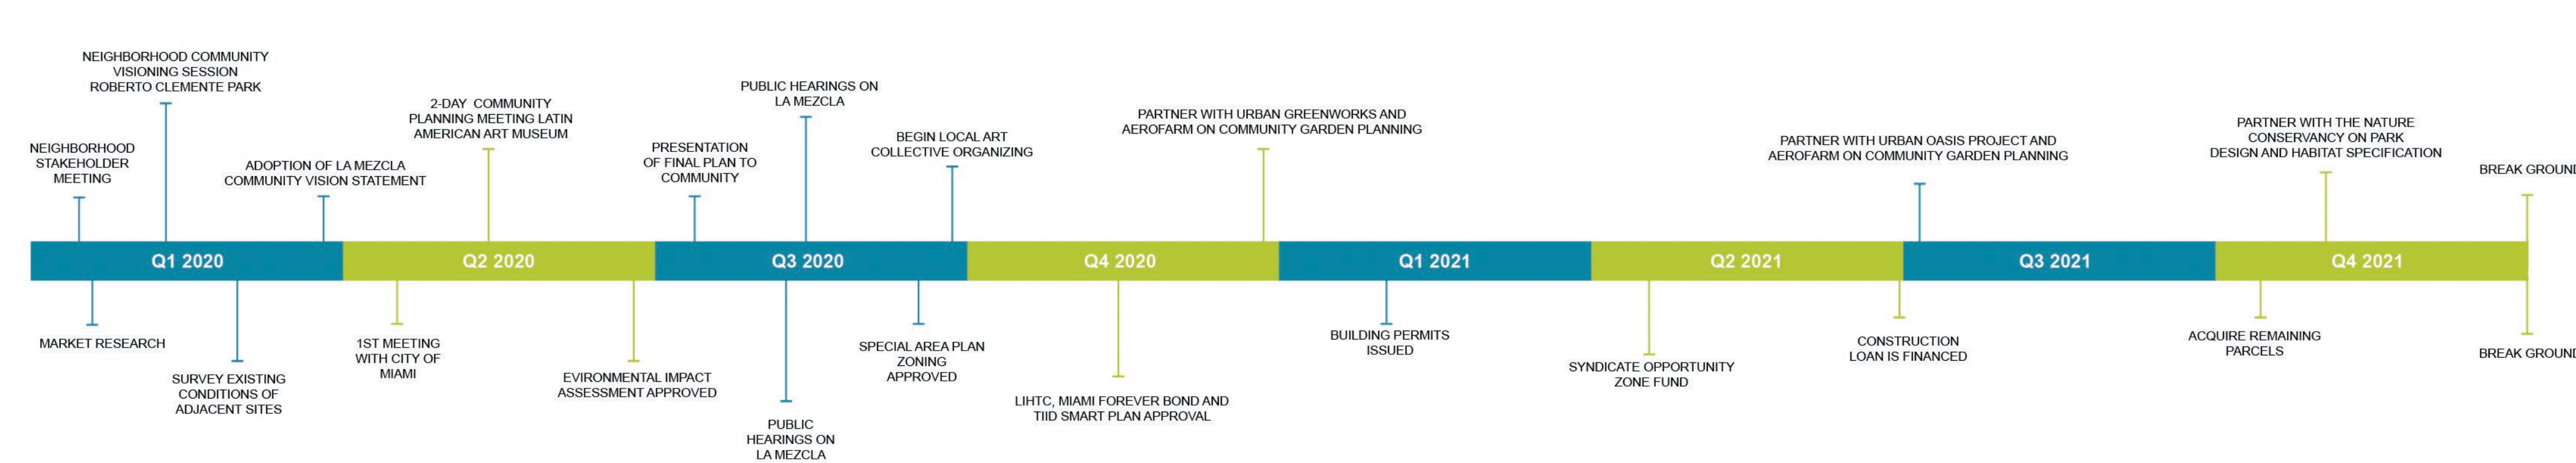 NEIGHBORHOOD COMMUNITY
VISIONING SESSION
ROBERTO CLEMENTE PARK
NEIGHBORHOOD
STAKEHOLDER
MEETING
ADOPTION OF LA MEZCLA
COMMUNITY VISION STATEMENT
2-DAY COMMUNITY
PLANNING MEETING LATIN
AMERICAN ART MUSEUM
PRESENTATION
OF FINAL PLAN TO
COMMUNITY
PUBLIC HEARINGS ON
LA MEZCLA
BEGIN LOCAL ART
COLLECTIVE ORGANIZING
PARTNER WITH URBAN GREENWORKS AND
AEROFARM ON COMMUNITY GARDEN PLANNING
PARTNER WITH URBAN OASIS PROJECT AND
AEROFARM ON COMMUNITY GARDEN PLANNING
PARTNER WITH THE NATURE
CONSERVANCY ON PARK
DESIGN AND HABITAT SPECIFICATION
BREAK GROUND
Q1 2020
Q2 2020
Q3 2020
Q4 2020
Q1 2021
Q2 2021
Q3 2021
Q4 2021
MARKET RESEARCH
SURVEY EXISTING
CONDITIONS OF
ADJACENT SITES
1ST MEETING
WITH CITY OF
MIAMI
EVIRONMENTAL IMPACT
ASSESSMENT APPROVED
PUBLIC
HEARINGS ON
LA MEZCLA
SPECIAL AREA PLAN
ZONING
APPROVED
LIHTC, MIAMI FOREVER BOND AND
TIID SMART PLAN APPROVAL
BUILDING PERMITS
ISSUED
SYNDICATE OPPORTUNITY
ZONE FUND
CONSTRUCTION
LOAN IS FINANCED
ACQUIRE REMAINING
PARCELS
BREAK GROUND